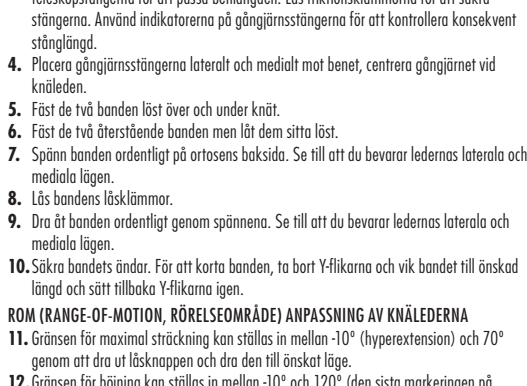 teleskopstängerna för att passa benlängden. Lås friktionsklämmorna för att säkra
stängerna. Använd indikatorerna på gångjärnsstängerna för att kontrollera konsekvent
stånglängd.
4. Placera gångjärnsstängerna lateralt och medialt mot benet, centrera gångjärnet vid
knäleden.
5. Fäst de två banden löst över och under knät.
6. Fäst de två återstående banden men låt dem sitta löst.
7. Spänn banden ordentligt på ortosens baksida. Se till att du bevarar ledernas laterala och
mediala lägen.
8. Lås bandens låsklämmor.
9. Dra åt banden ordentligt genom spännena. Se till att du bevarar ledernas laterala och
mediala lägen.
10. Säkra bandets ändar. För att korta banden, ta bort Y-flikarna och vik bandet till önskad
längd och sätt tillbaka Y-flikarna igen.
ROM (RANGE-OF-MOTION, RÖRELSEOMRÅDE) ANPASSNING AV KNÄLEDERNA
11. Gränsen för maximal sträckning kan ställas in mellan -10° (hyperextension) och 70°
genom att dra ut låsknappen och dra den till önskat läge.
12. Gränsen för böjning kan ställas in mellan -10° och 120° (den sista markeringen på